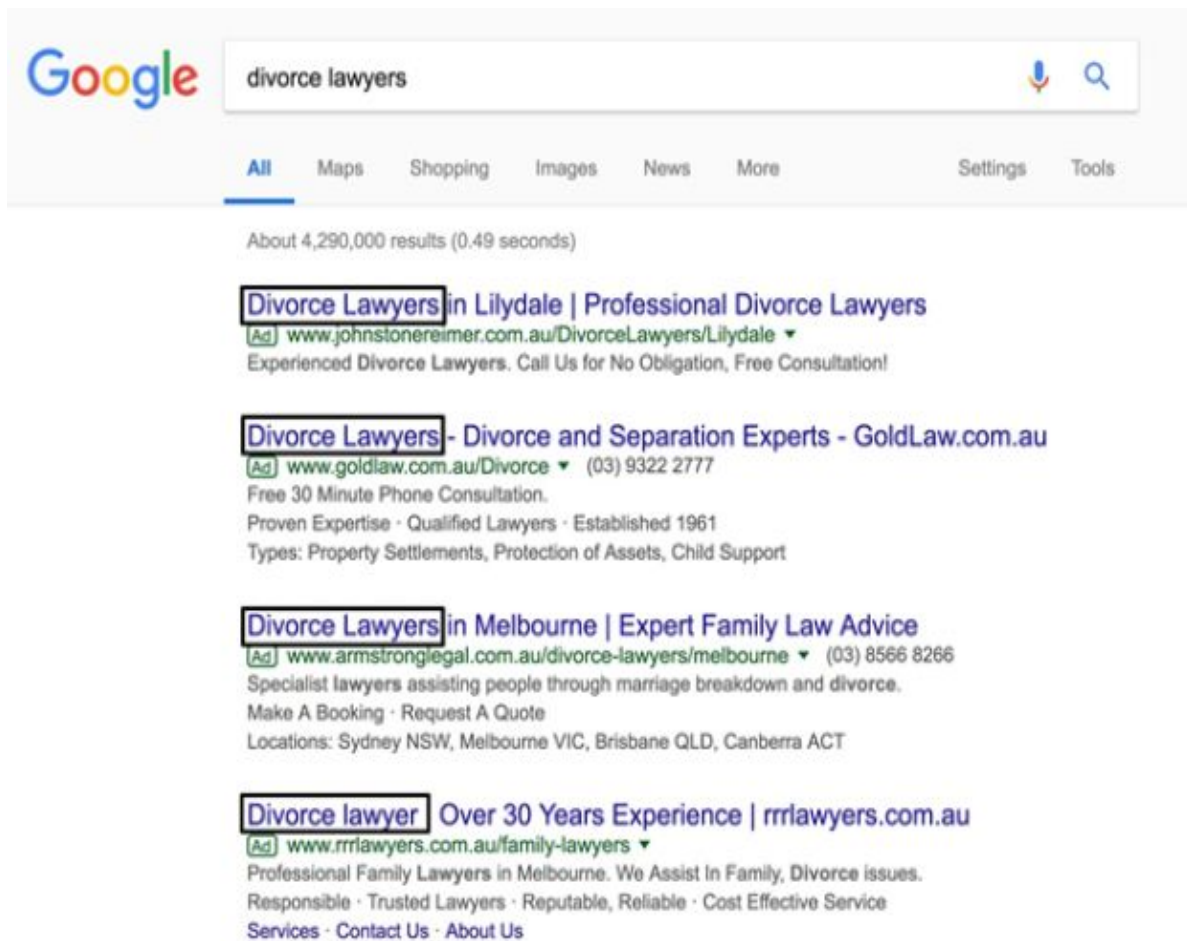 Google divorce lawyers
All Maps Shopping Images News More Settings Tools
About 4,290,000 results (0.49 seconds)
Divorce Lawyers in Lilydale | Professional Divorce Lawyers
Ad www.johnstonereimer.com.au/DivorceLawyers/Lilydale ▼
Experienced Divorce Lawyers. Call Us for No Obligation, Free Consultation!
Divorce Lawyers - Divorce and Separation Experts - GoldLaw.com.au
Ad www.goldlaw.com.au/Divorce ▼ (03) 9322 2777
Free 30 Minute Phone Consultation.
Proven Expertise · Qualified Lawyers · Established 1961
Types: Property Settlements, Protection of Assets, Child Support
Divorce Lawyers in Melbourne | Expert Family Law Advice
Ad www.armstronglegal.com.au/divorce-lawyers/melbourne ▼ (03) 8566 8266
Specialist lawyers assisting people through marriage breakdown and divorce.
Make A Booking · Request A Quote
Locations: Sydney NSW, Melbourne VIC, Brisbane QLD, Canberra ACT
Divorce lawyer Over 30 Years Experience | rrrlawyers.com.au
Ad www.rrrlawyers.com.au/family-lawyers ▼
Professional Family Lawyers in Melbourne. We Assist In Family, Divorce issues.
Responsible · Trusted Lawyers · Reputable, Reliable · Cost Effective Service
Services · Contact Us · About Us